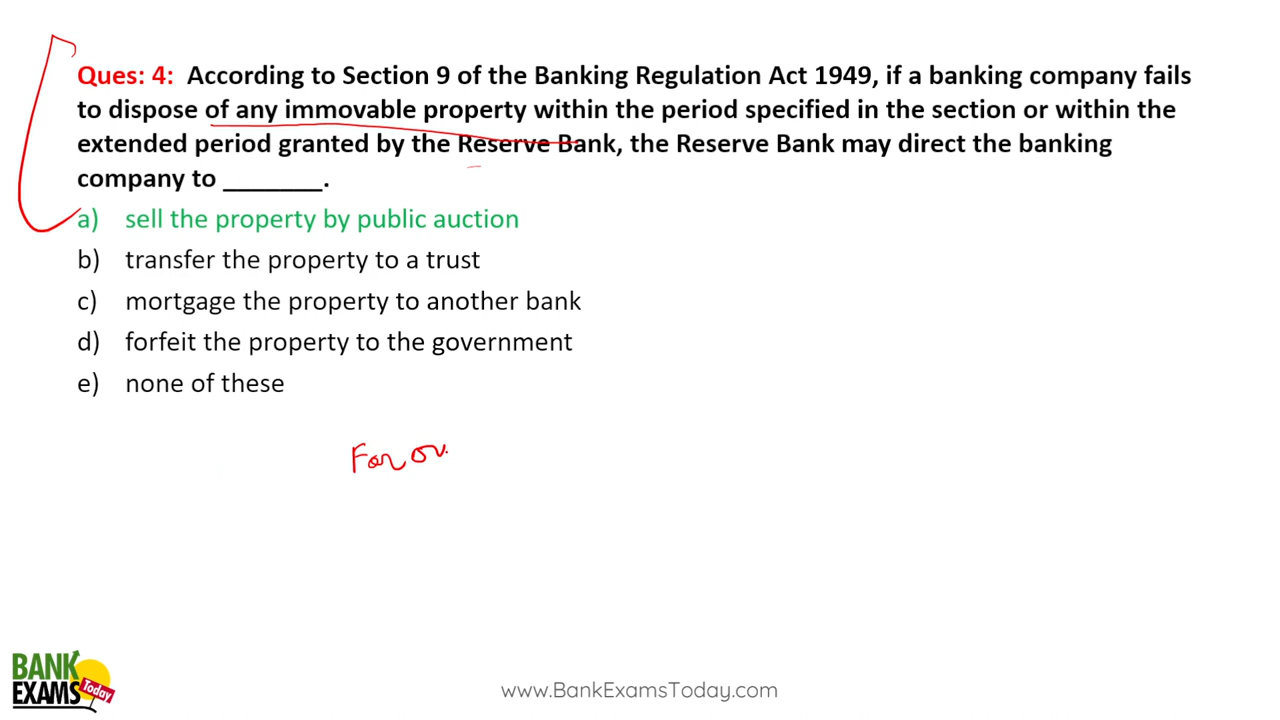 Ques: 4: According to Section 9 of the Banking Regulation Act 1949, if a banking company fails
to dispose of any immovable property within the period specified in the section or within the
extended period granted by the Reserve Bank, the Reserve Bank may direct the banking
company to _______.
a) sell the property by public auction
b) transfer the property to a trust
c) mortgage the property to another bank
d) forfeit the property to the government
e) none of these
For
BANK
EXAMS Today
www.BankExamsToday.com